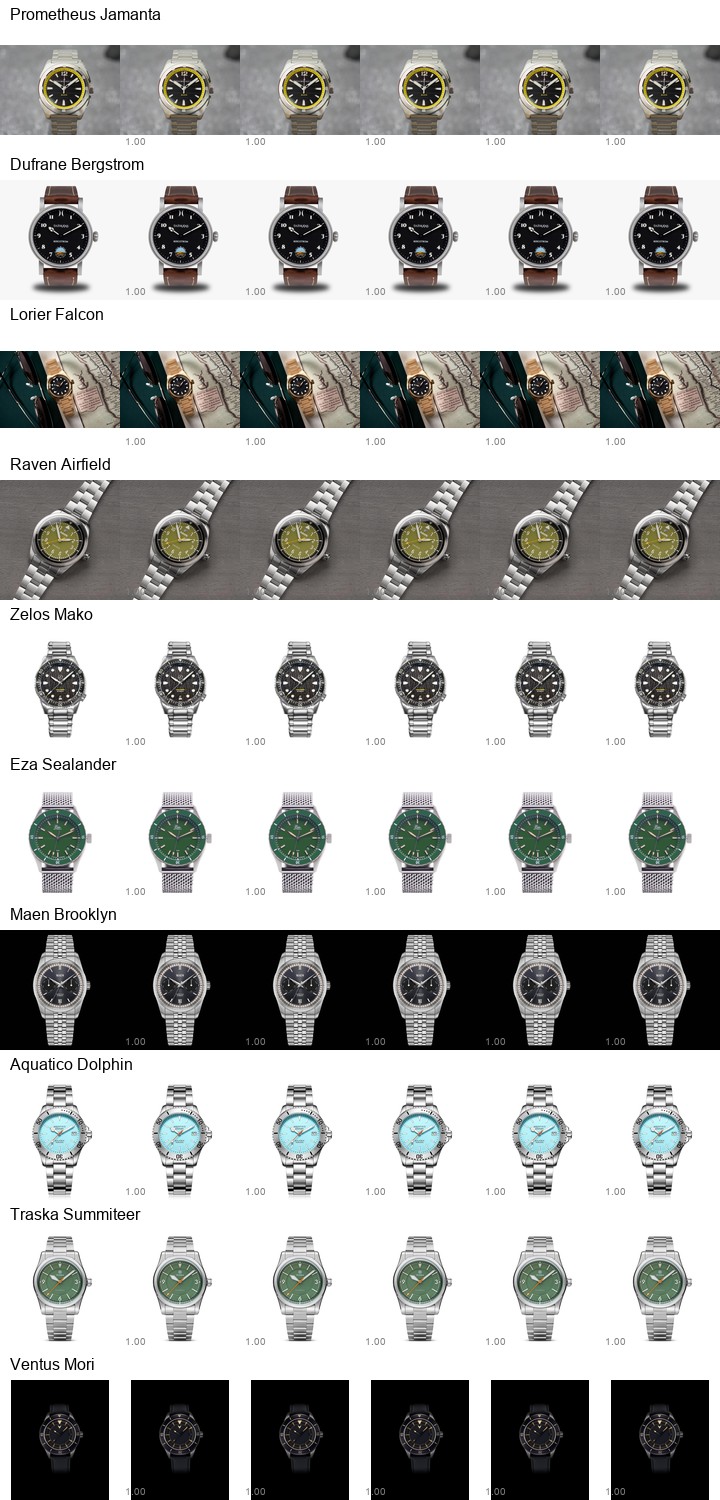 Prometheus Jamanta
1.00 1.00 1.00 1.00 1.00
Dufrane Bergstrom
1.00 1.00 1.00 1.00 1.00
Lorier Falcon
1.00 1.00 1.00 1.00 1.00
Raven Airfield
Zelos Mako
1.00 1.00 1.00 1.00 1.00
Eza Sealander
1.00 1.00 1.00 1.00 1.00
Maen Brooklyn
1.00 1.00 1.00 1.00 1.00
Aquatico Dolphin
1.00 1.00 1.00 1.00 1.00
Traska Summiteer
1.00 1.00 1.00 1.00 1.00
Ventus Mori
1.00 1.00 1.00 1.00 1.00